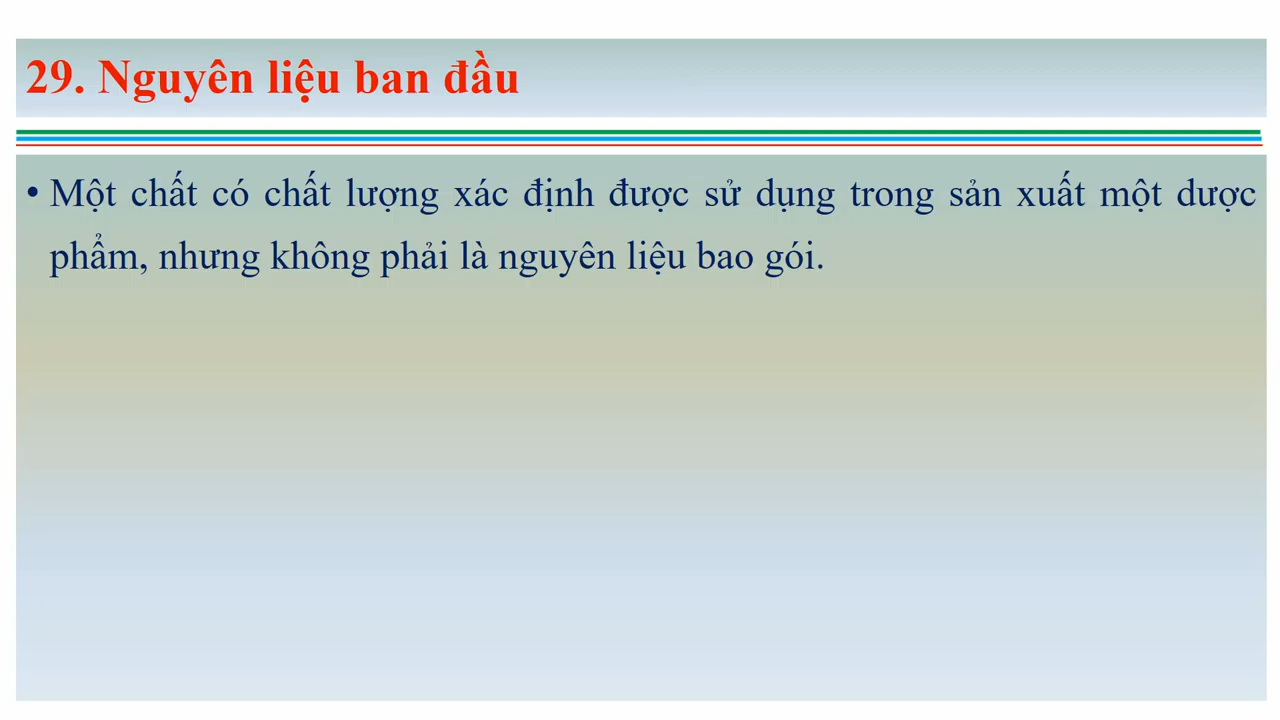 29. Nguyên liệu ban đầu
• Một chất có chất lượng xác định được sử dụng trong sản xuất một dược
phẩm, nhưng không phải là nguyên liệu bao gói.